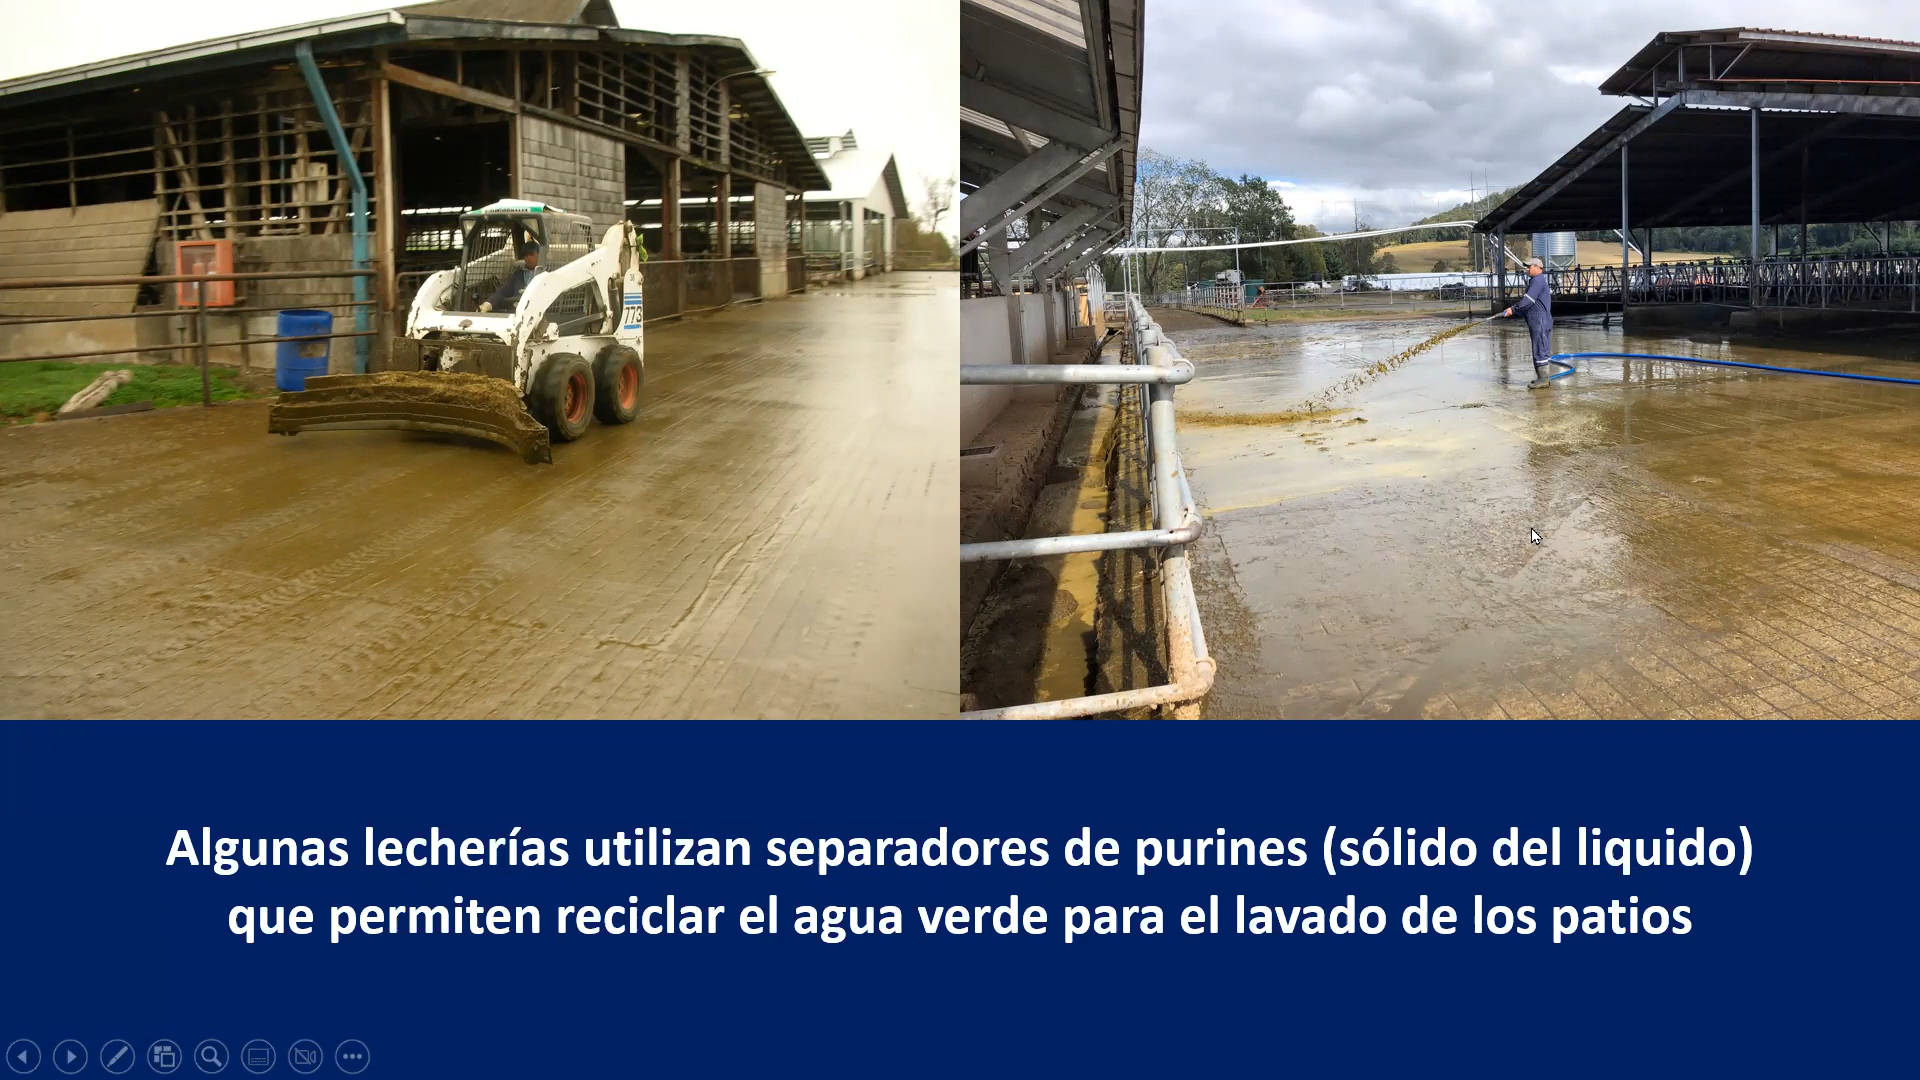 773
Algunas lecherías utilizan separadores de purines (sólido del liquido)
que permiten reciclar el agua verde para el lavado de los patios